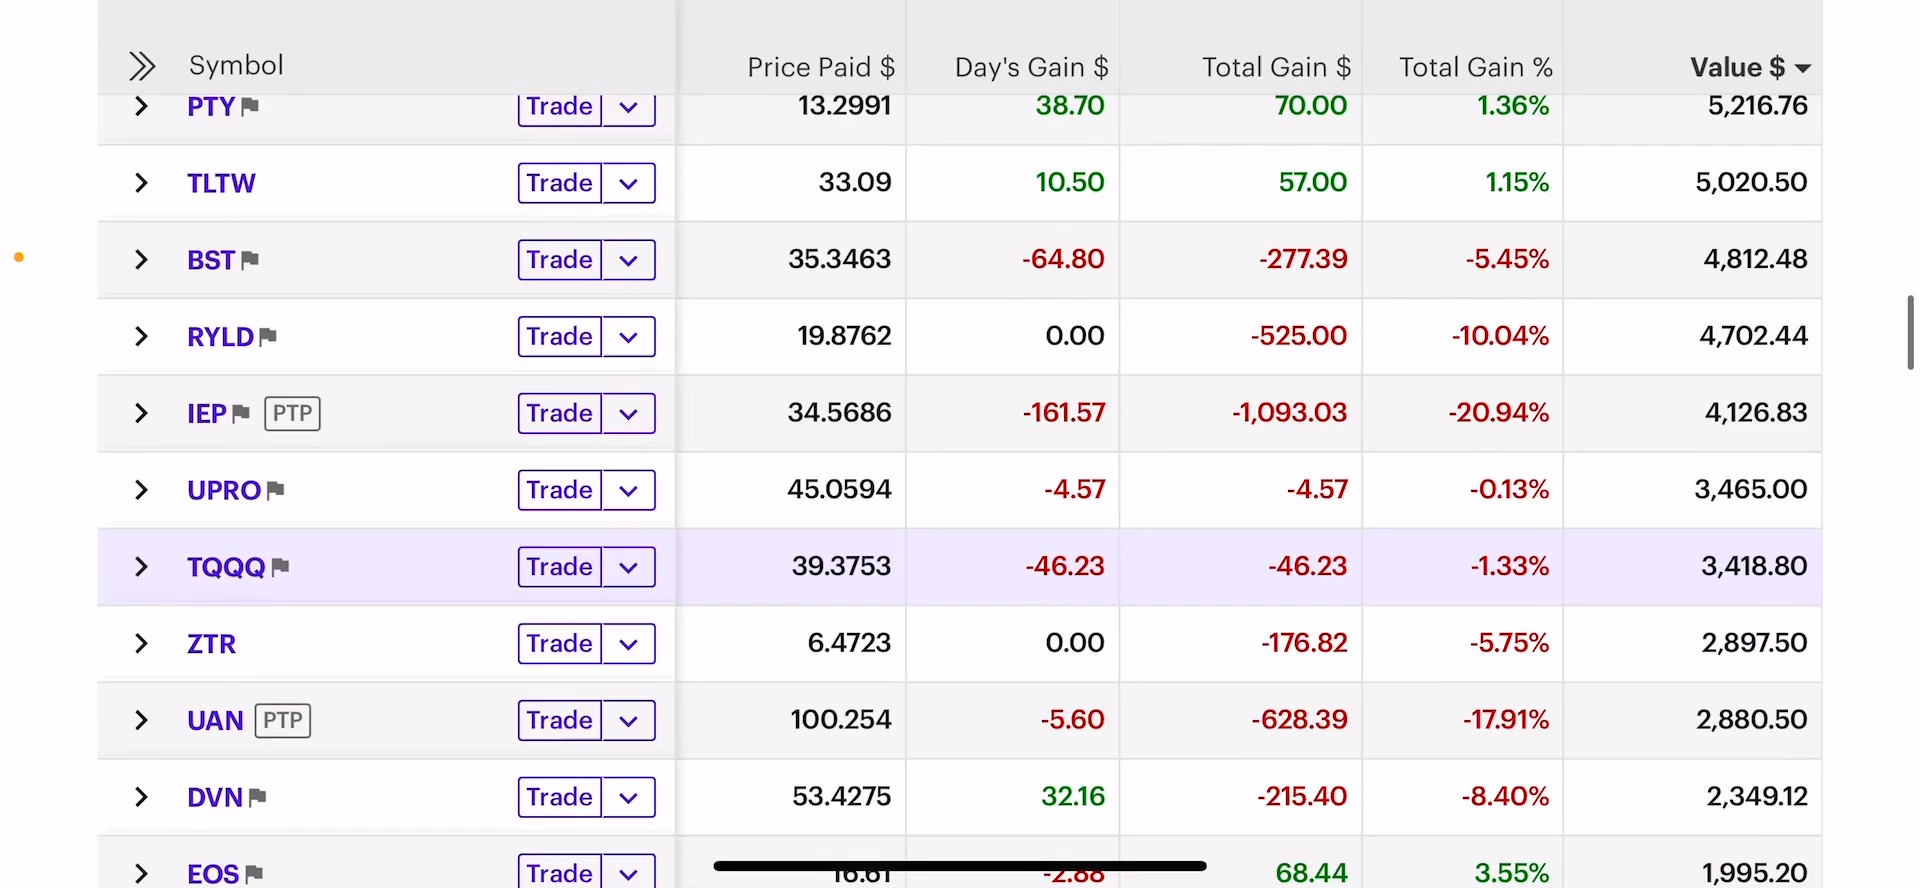 Symbol Price Paid $ Day's Gain $ Total Gain $ Total Gain % Value $
PTY Trade 13.2991 38.70 70.00 1.36% 5,216.76
TLTW Trade 33.09 10.50 57.00 1.15% 5,020.50
BST Trade 35.3463 -64.80 -277.39 -5.45% 4,812.48
RYLD Trade 19.8762 0.00 -525.00 -10.04% 4,702.44
IEP PTP Trade 34.5686 -161.57 -1,093.03 -20.94% 4,126.83
UPRO Trade 45.0594 -4.57 -4.57 -0.13% 3,465.00
TQQQ Trade 39.3753 -46.23 -46.23 -1.33% 3,418.80
ZTR Trade 6.4723 0.00 -176.82 -5.75% 2,897.50
UAN PTP Trade 100.254 -5.60 -628.39 -17.91% 2,880.50
DVN Trade 53.4275 32.16 -215.40 -8.40% 2,349.12
EOS Trade 16.61 -2.88 68.44 3.55% 1,995.20